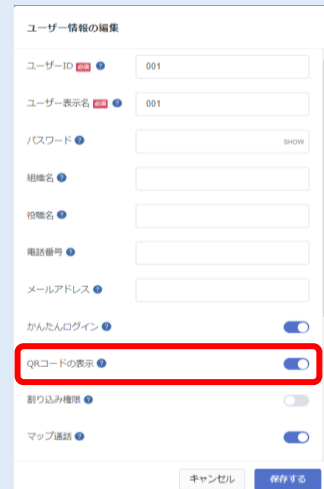 ユーザー情報の編集
ユーザーID 必須 ? 001
ユーザー表示名 必須 ? 001
パスワード ? SHOW
組織名 ?
役職名 ?
電話番号 ?
メールアドレス ?
かんたんログイン ?
QRコードの表示 ?
割り込み権限 ?
マップ通話 ?
キャンセル 保存する